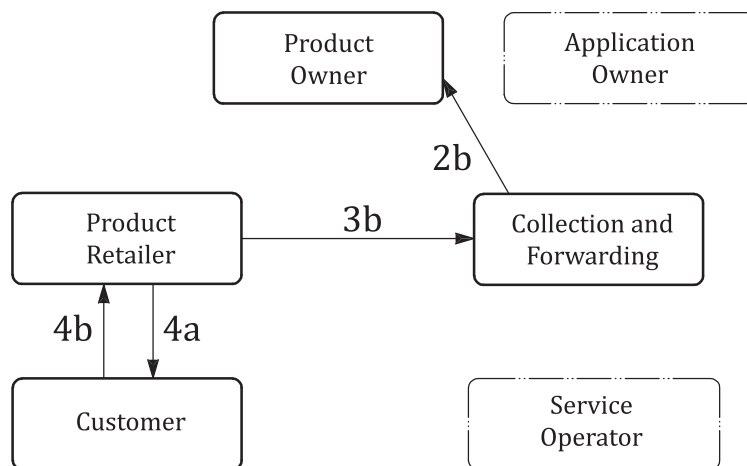 Product
Owner
Application
Owner
2b
Product
Retailer
3b
Collection and
Forwarding
4b
4a
Customer
Service
Operator